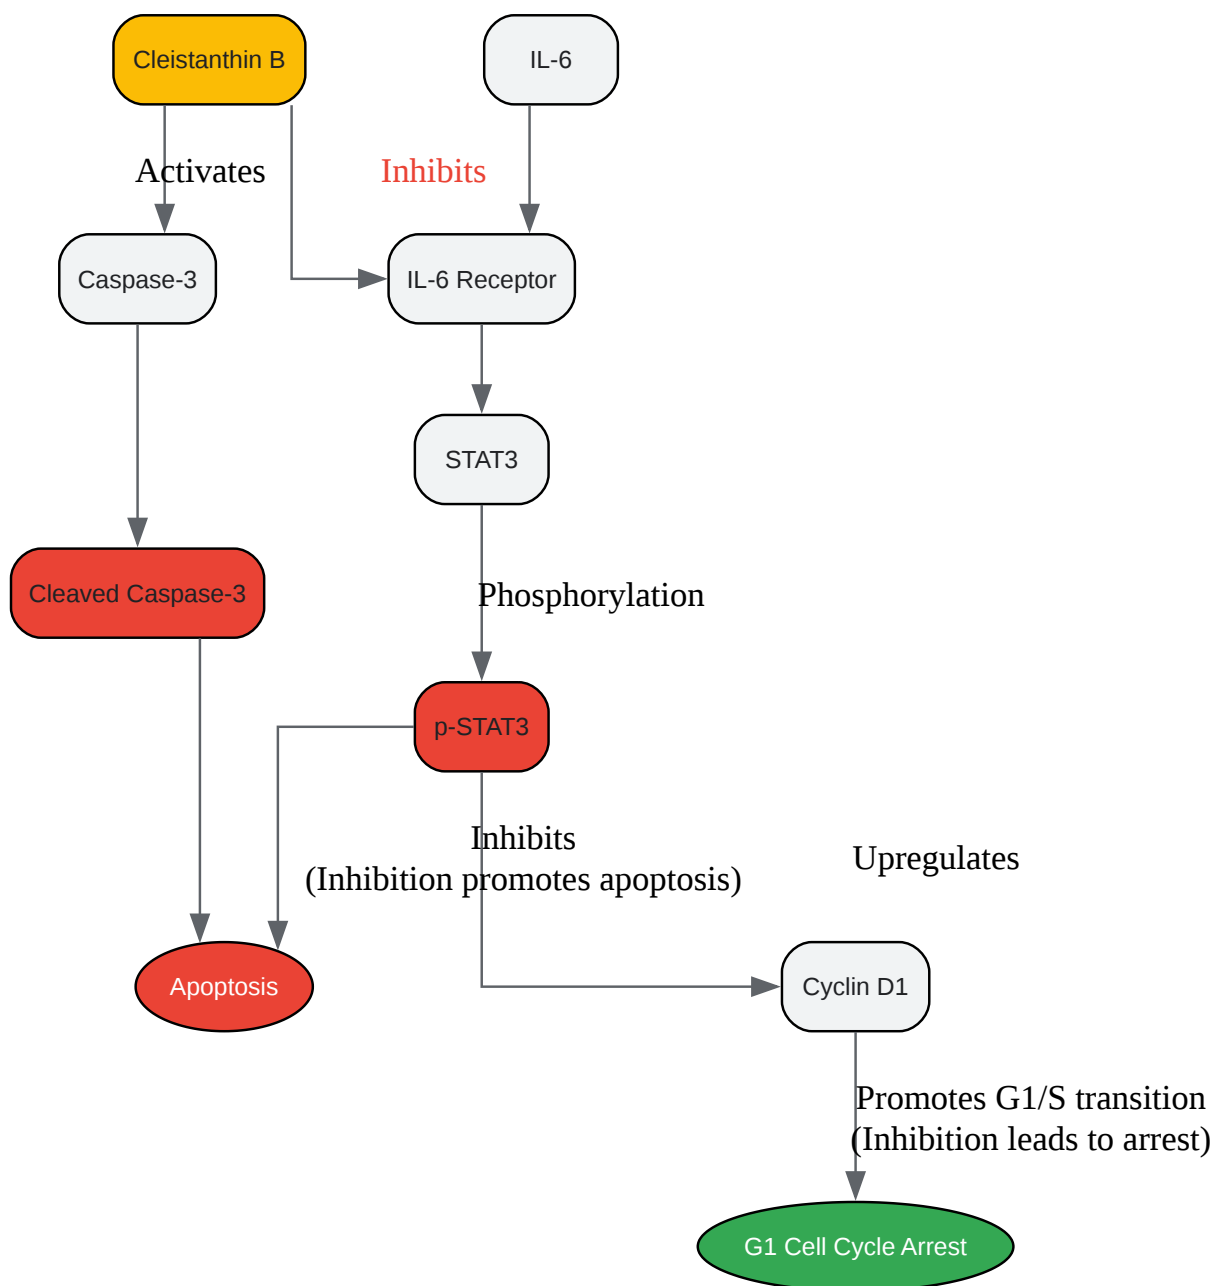 Cleistanthin B
IL-6
Activates
Inhibits
Caspase-3
IL-6 Receptor
STAT3
Cleaved Caspase-3
Phosphorylation
p-STAT3
Inhibits
(Inhibition promotes apoptosis)
Upregulates
Apoptosis
Cyclin D1
Promotes G1/S transition
(Inhibition leads to arrest)
G1 Cell Cycle Arrest